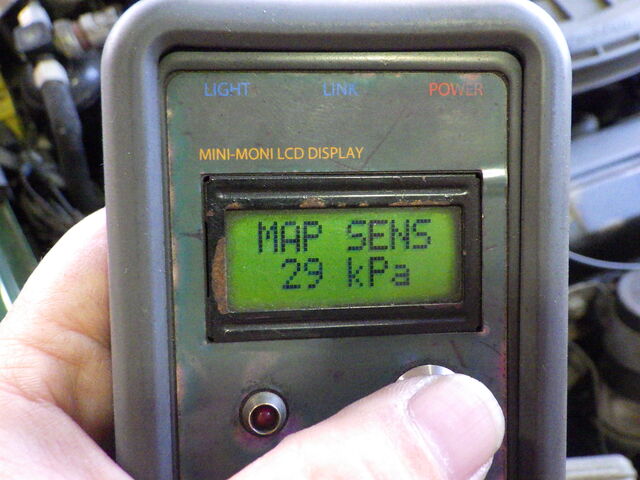 LIGHT LINK POWER
MINI-MONI LCD DISPLAY
MAP SENS
29 kPa